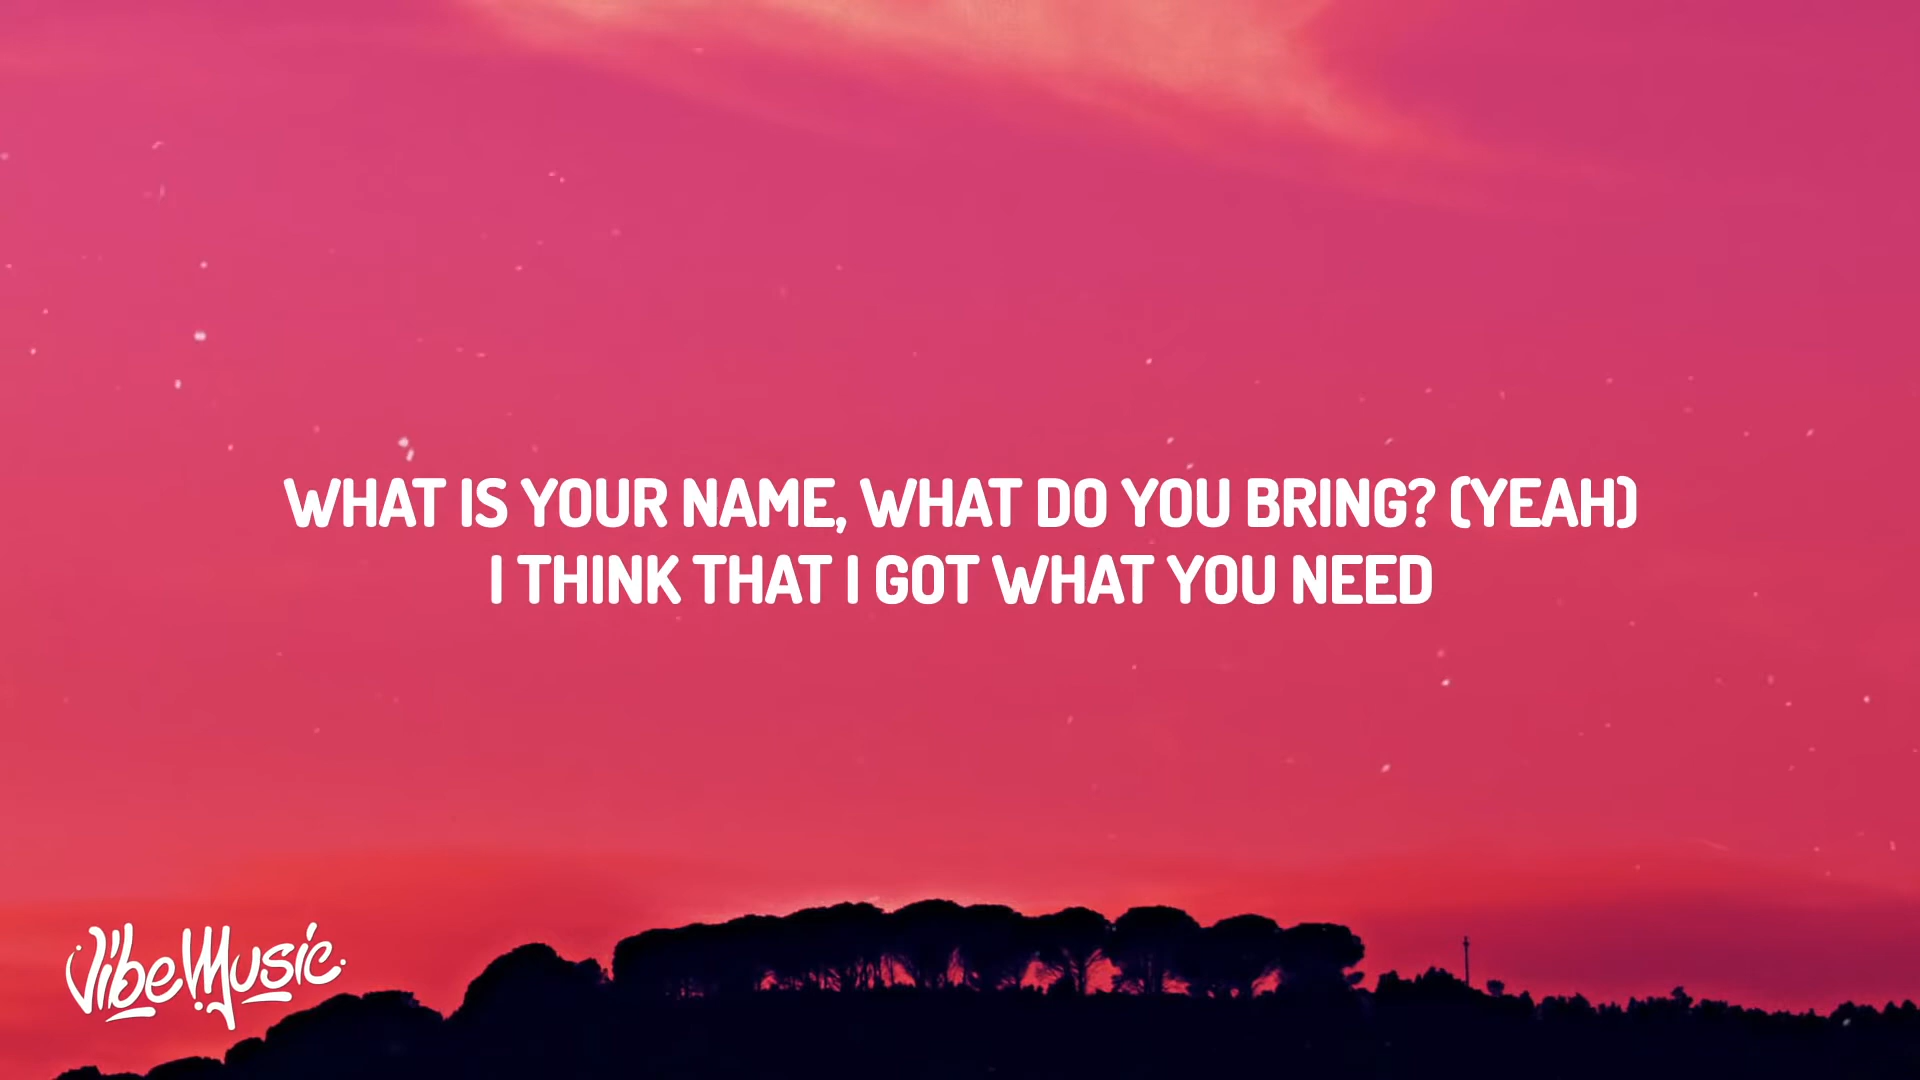 WHAT IS YOUR NAME, WHAT DO YOU BRING? (YEAH)
I THINK THAT I GOT WHAT YOU NEED
VibeMusic